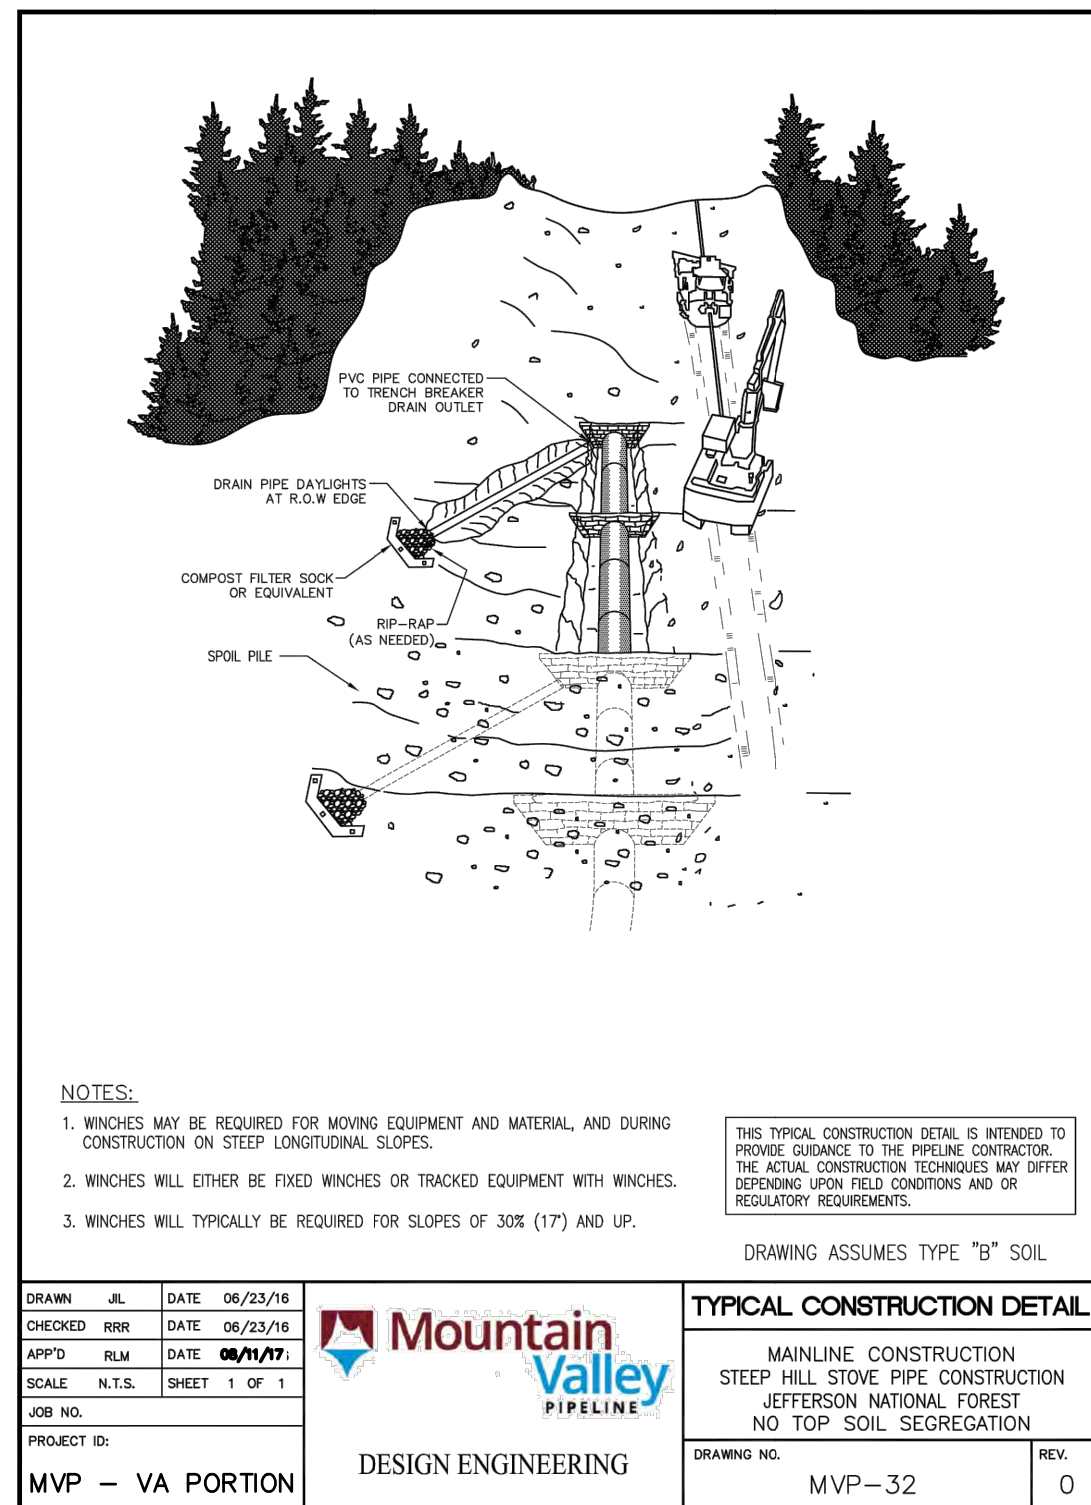 PVC PIPE CONNECTED
TO TRENCH BREAKER
DRAIN OUTLET
DRAIN PIPE DAYLIGHTS
AT R.O.W EDGE
COMPOST FILTER SOCK
OR EQUIVALENT
RIP-RAP
(AS NEEDED)
SPOIL PILE
NOTES:
1. WINCHES MAY BE REQUIRED FOR MOVING EQUIPMENT AND MATERIAL, AND DURING
CONSTRUCTION ON STEEP LONGITUDINAL SLOPES.
2. WINCHES WILL EITHER BE FIXED WINCHES OR TRACKED EQUIPMENT WITH WINCHES.
3. WINCHES WILL TYPICALLY BE REQUIRED FOR SLOPES OF 30% (17°) AND UP.
THIS TYPICAL CONSTRUCTION DETAIL IS INTENDED TO
PROVIDE GUIDANCE TO THE PIPELINE CONTRACTOR.
THE ACTUAL CONSTRUCTION TECHNIQUES MAY DIFFER
DEPENDING UPON FIELD CONDITIONS AND OR
REGULATORY REQUIREMENTS.
DRAWING ASSUMES TYPE "B" SOIL
DRAWN JIL DATE 06/23/16
CHECKED RRR DATE 06/23/16
APP'D RLM DATE
SCALE N.T.S. SHEET 1 OF 1
JOB NO.
PROJECT ID:
MVP - VA PORTION
Mountain
Valley
PIPELINE
DESIGN ENGINEERING
TYPICAL CONSTRUCTION DETAIL
MAINLINE CONSTRUCTION
STEEP HILL STOVE PIPE CONSTRUCTION
JEFFERSON NATIONAL FOREST
NO TOP SOIL SEGREGATION
DRAWING NO.
MVP-32
REV.
0